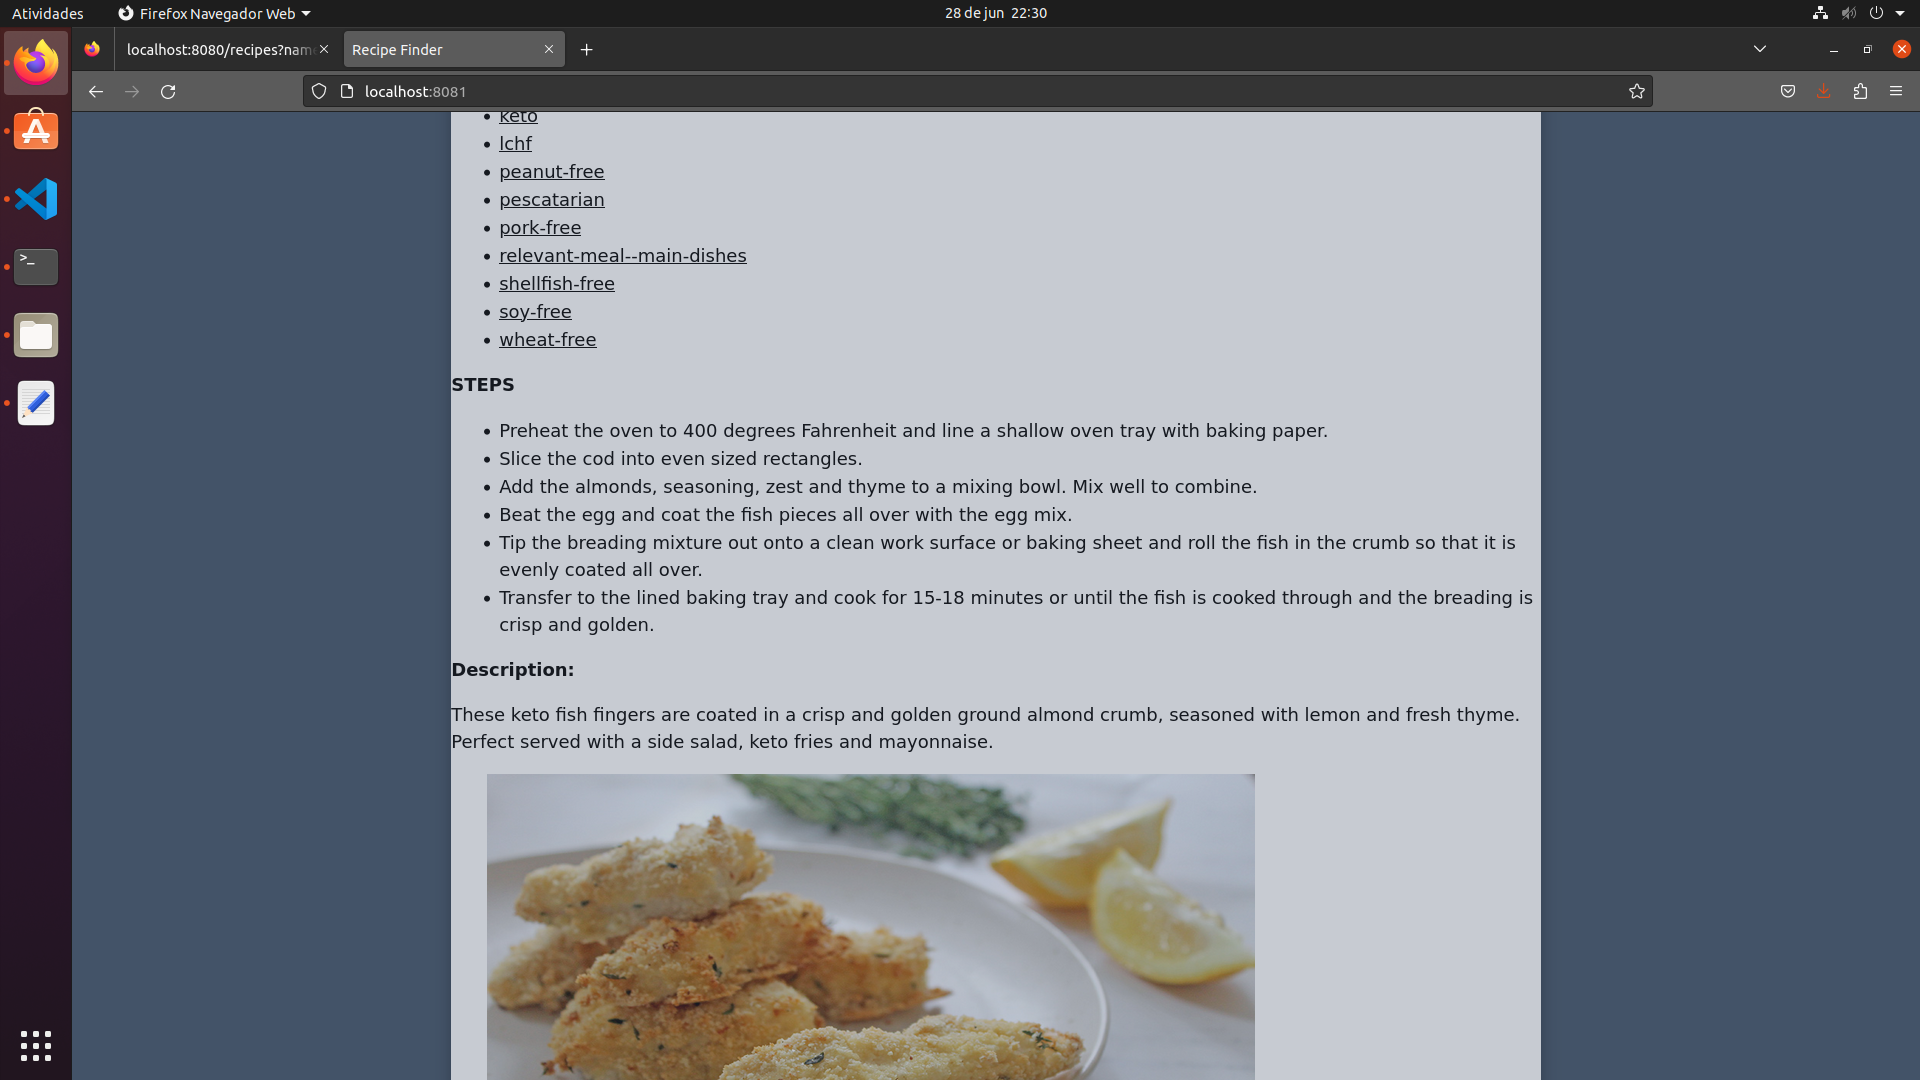 Atividades
Firefox Navegador Web
28 de jun 22:30
localhost:8080/recipes?nam
Recipe Finder
localhost:8081
keto
lchf
peanut-free
pescatarian
pork-free
relevant-meal--main-dishes
shellfish-free
soy-free
wheat-free
STEPS
Preheat the oven to 400 degrees Fahrenheit and line a shallow oven tray with baking paper.
Slice the cod into even sized rectangles.
Add the almonds, seasoning, zest and thyme to a mixing bowl. Mix well to combine.
Beat the egg and coat the fish pieces all over with the egg mix.
Tip the breading mixture out onto a clean work surface or baking sheet and roll the fish in the crumb so that it is
evenly coated all over.
Transfer to the lined baking tray and cook for 15-18 minutes or until the fish is cooked through and the breading is
crisp and golden.
Description:
These keto fish fingers are coated in a crisp and golden ground almond crumb, seasoned with lemon and fresh thyme.
Perfect served with a side salad, keto fries and mayonnaise.